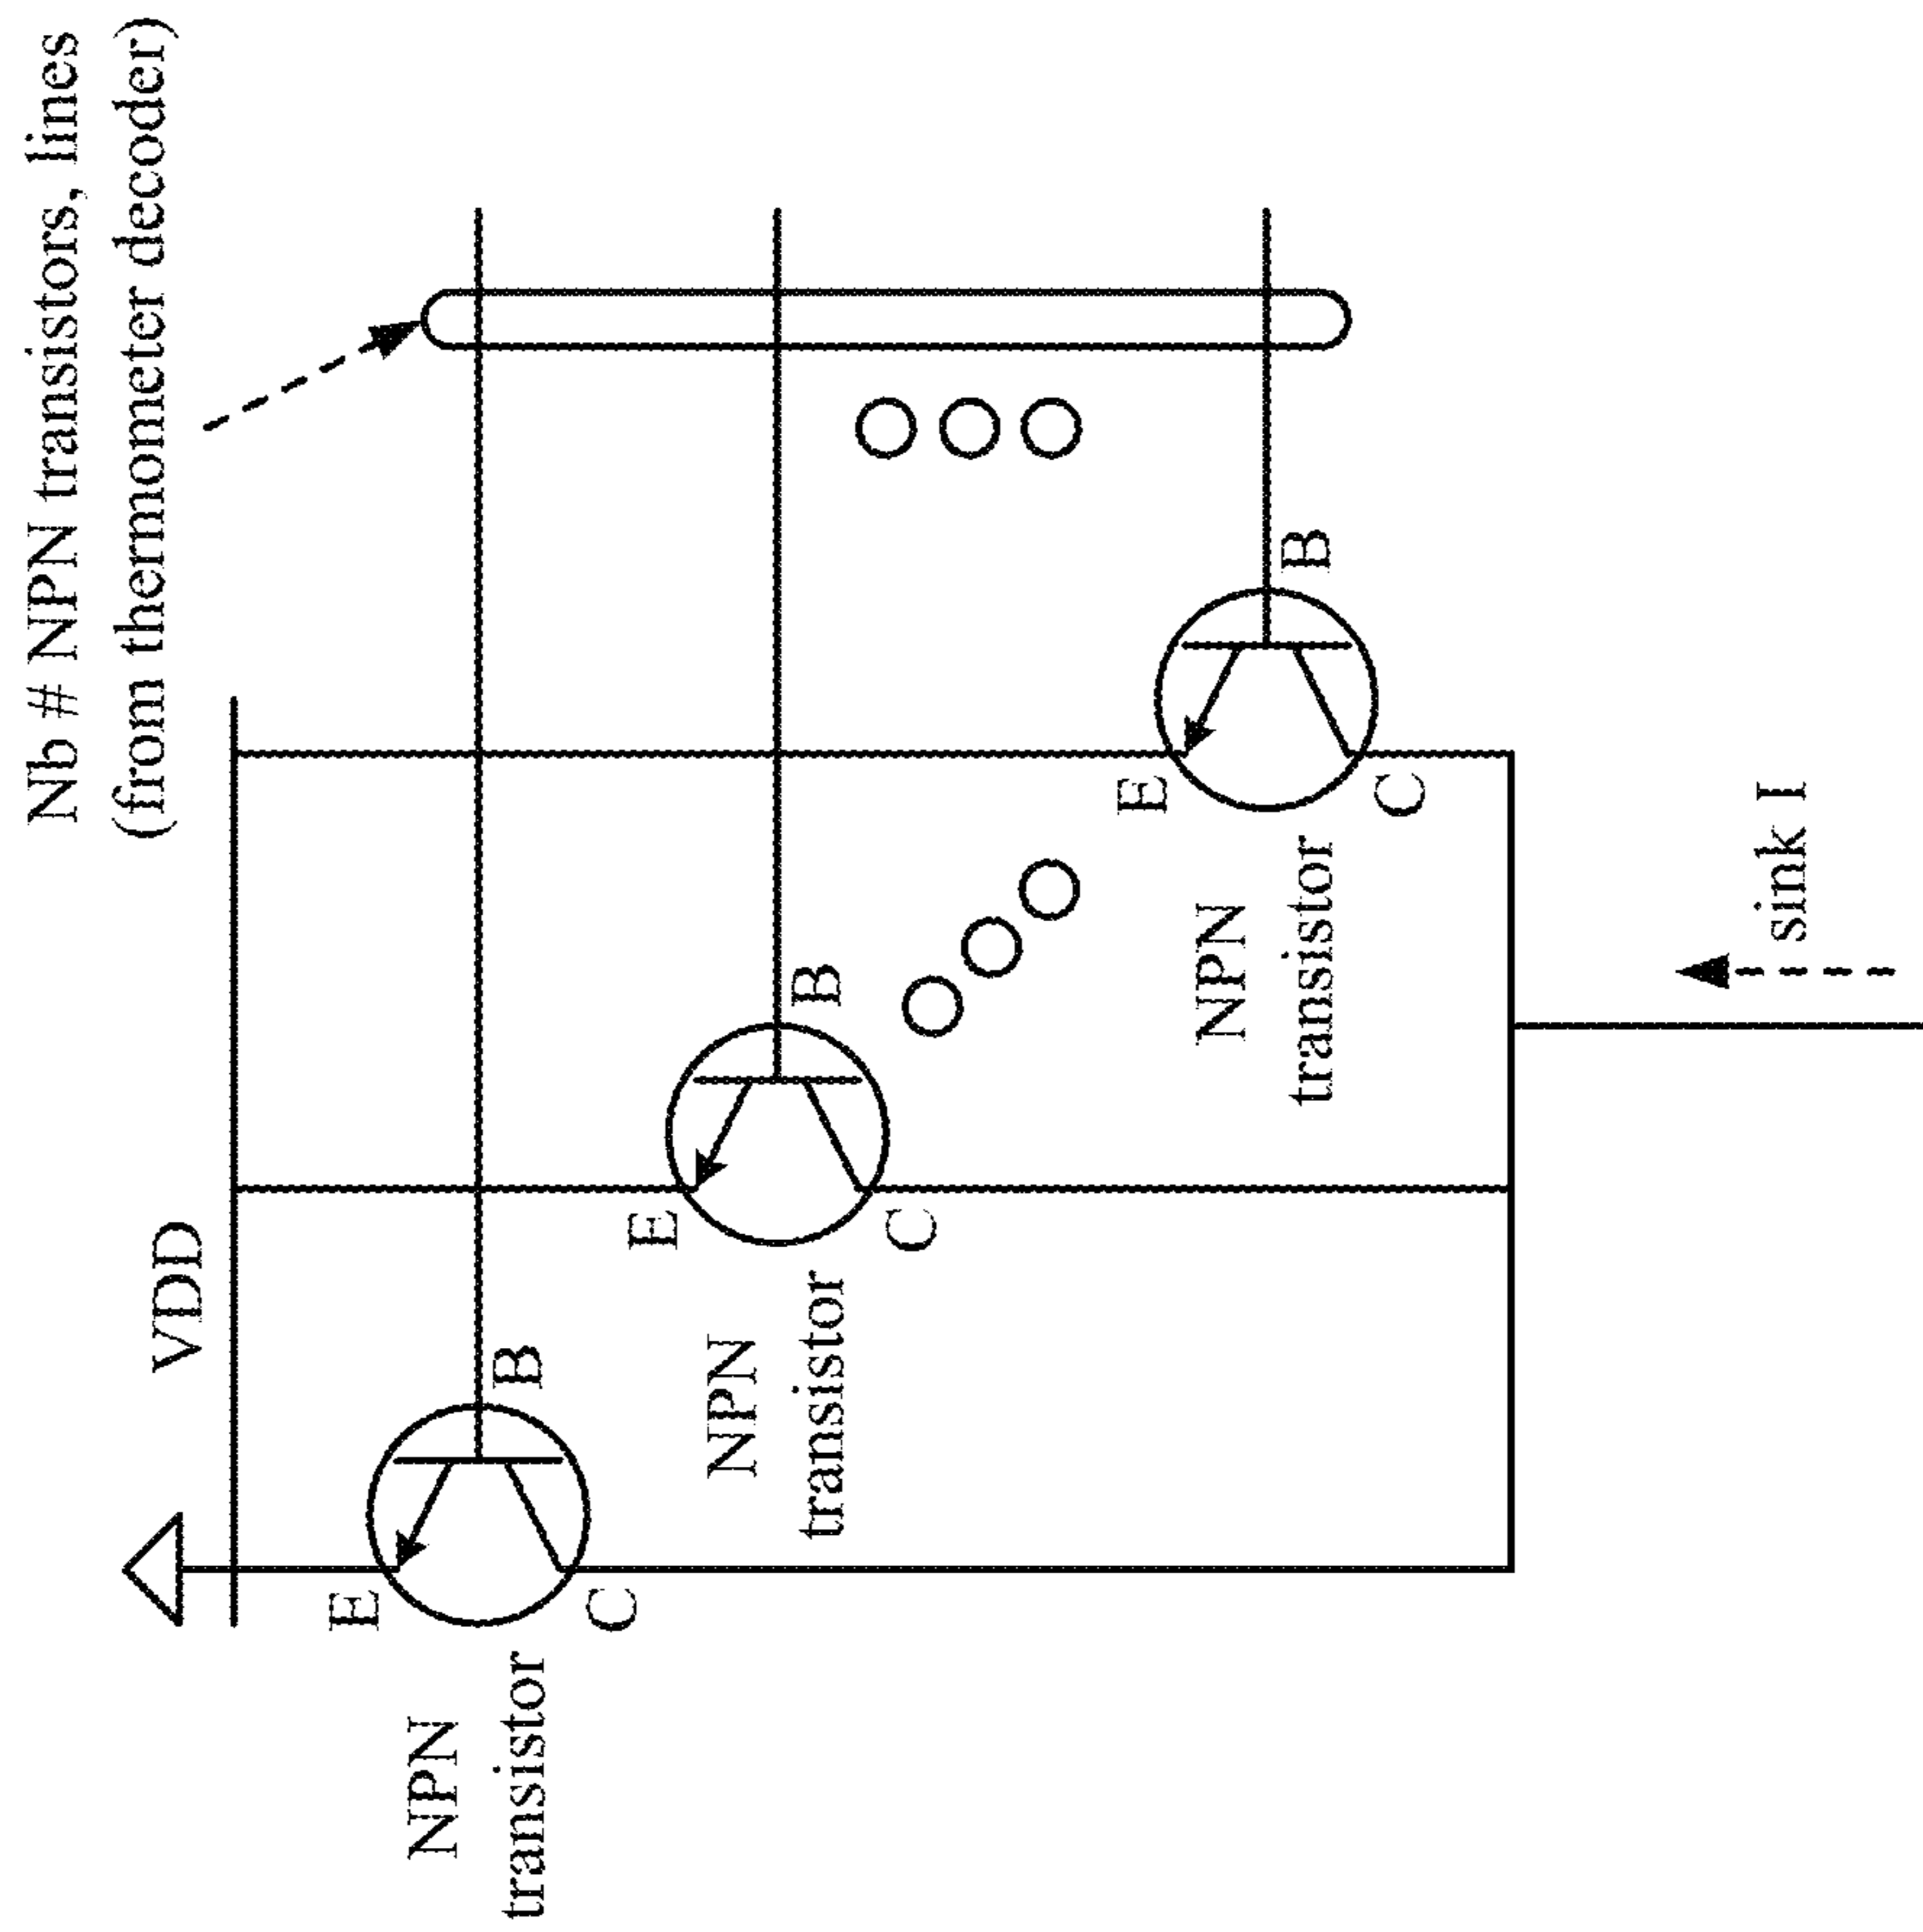 Nb # NPN transistors, lines
(from thermometer decoder)
VDD
E
NPN
transistor
B
C
E
NPN
transistor
B
C
E
NPN
transistor
B
C
sink I